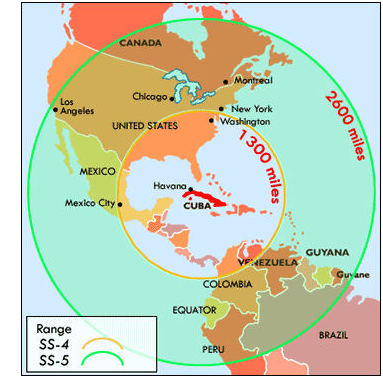 CANADA
Montreal
Chicago
Los
Angeles
New York
UNITED STATES
Washington
2600 miles
1300 miles
MEXICO
Havana
Mexico City
CUBA
GUYANA
VENEZUELA
Guyane
COLOMBIA
EQUATOR
BRAZIL
PERU
Range
SS-4
SS-5